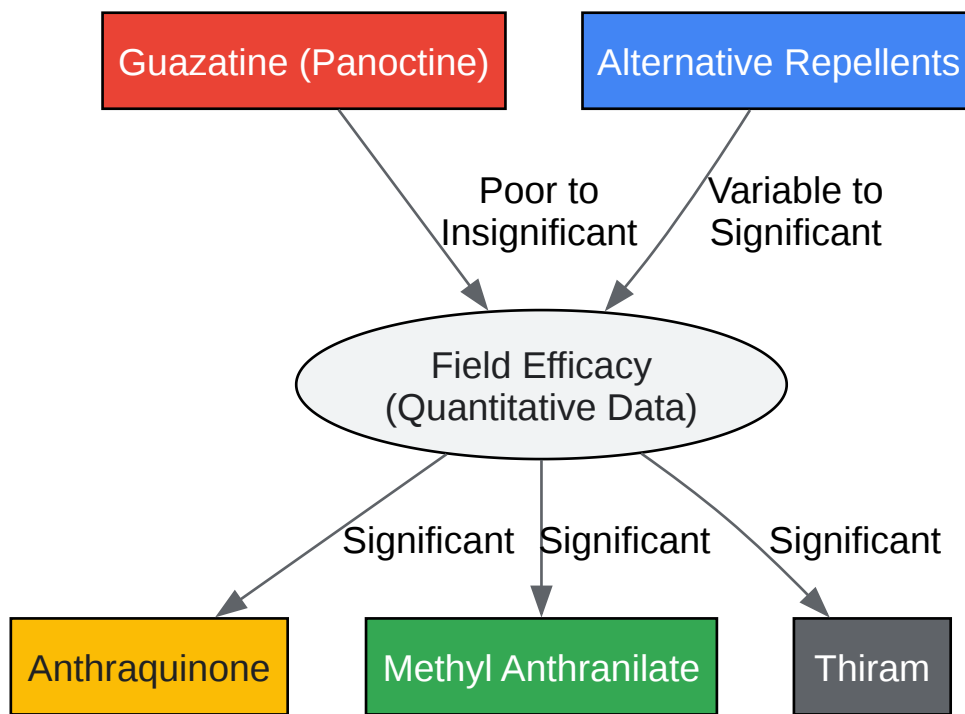 Guazatine (Panoctine)
Alternative Repellents
Poor to
Insignificant
Variable to
Significant
Field Efficacy
(Quantitative Data)
Significant
Significant
Significant
Anthraquinone
Methyl Anthranilate
Thiram